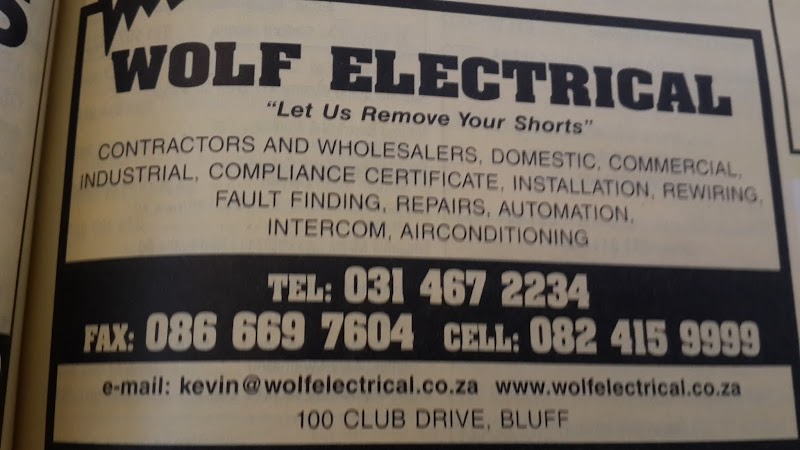 WOLF ELECTRICAL
"Let Us Remove Your Shorts"
CONTRACTORS AND WHOLESALERS, DOMESTIC, COMMERCIAL,
INDUSTRIAL, COMPLIANCE CERTIFICATE, INSTALLATION, REWIRING,
FAULT FINDING, REPAIRS, AUTOMATION,
INTERCOM, AIRCONDITIONING
TEL: 031 467 2234
FAX: 086 669 7604 CELL: 082 415 9999
e-mail: kevin@wolfelectrical.co.za www.wolfelectrical.co.za
100 CLUB DRIVE, BLUFF